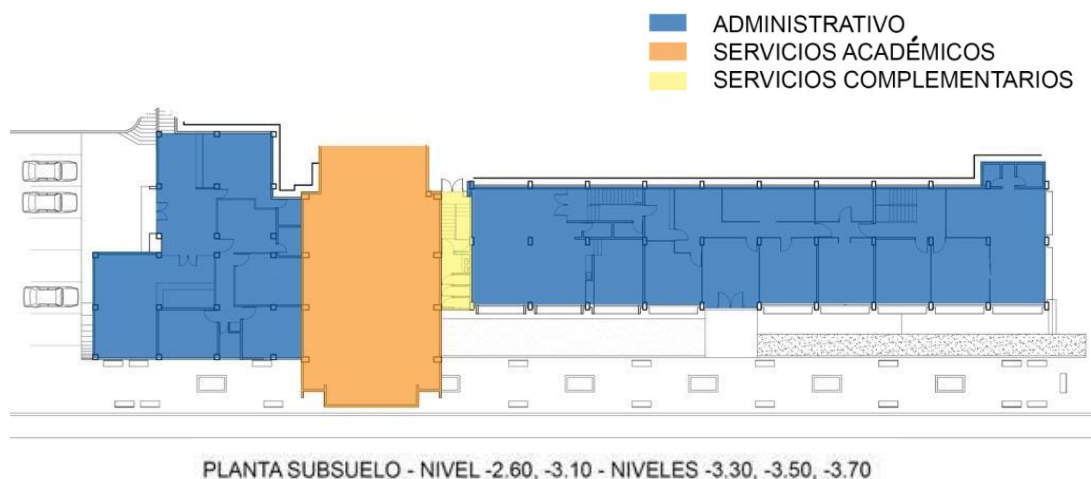 ADMINISTRATIVO
SERVICIOS ACADÉMICOS
SERVICIOS COMPLEMENTARIOS
PLANTA SUBSUELO - NIVEL -2.60, -3.10 - NIVELES -3.30, -3.50, -3.70